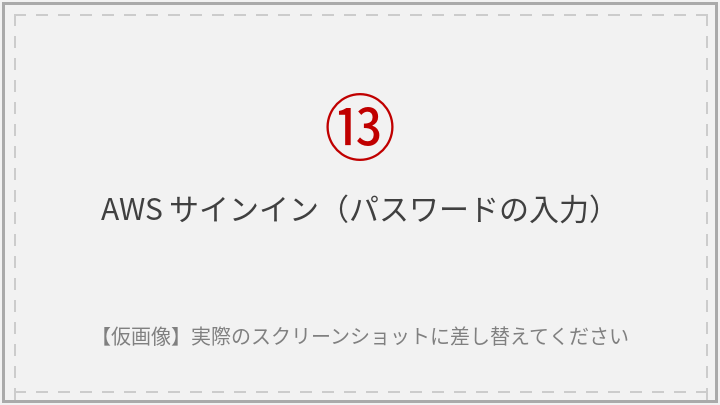 ⑬
AWS サインイン（パスワードの入力）
【仮画像】実際のスクリーンショットに差し替えてください